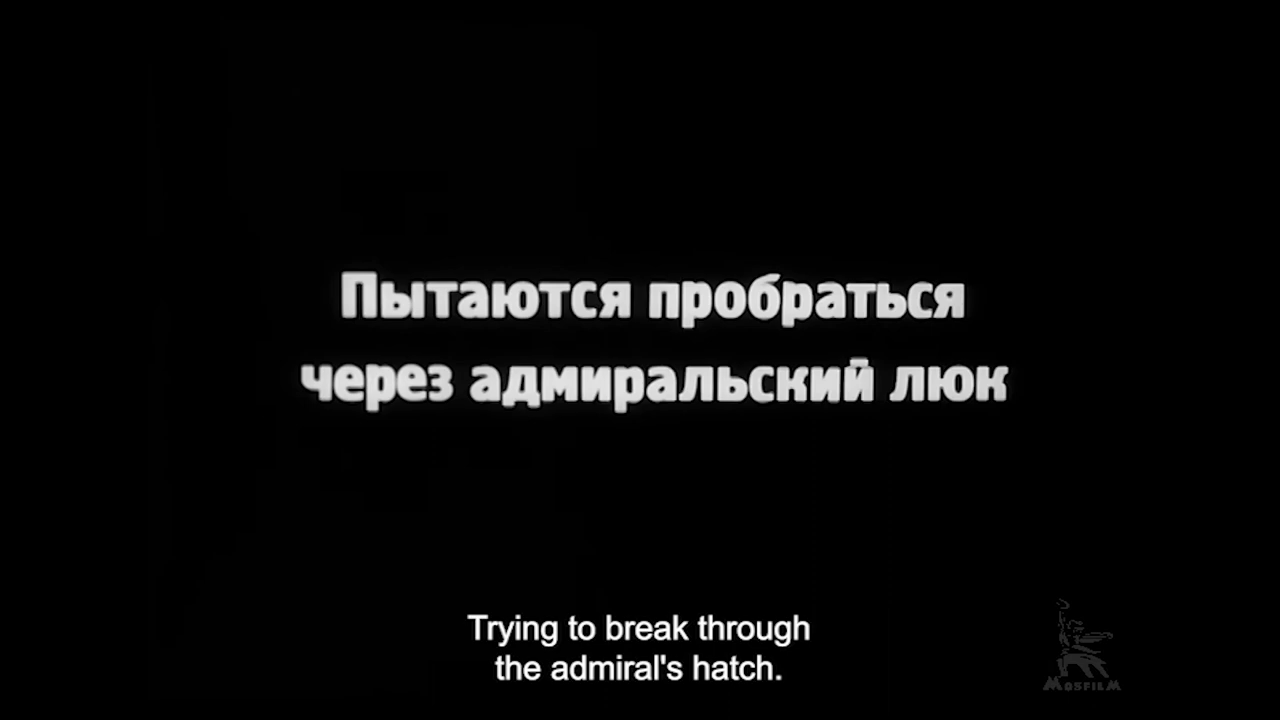 Пытаются пробраться
через адмиральский люк
Trying to break through
the admiral's hatch.
MOSFILM